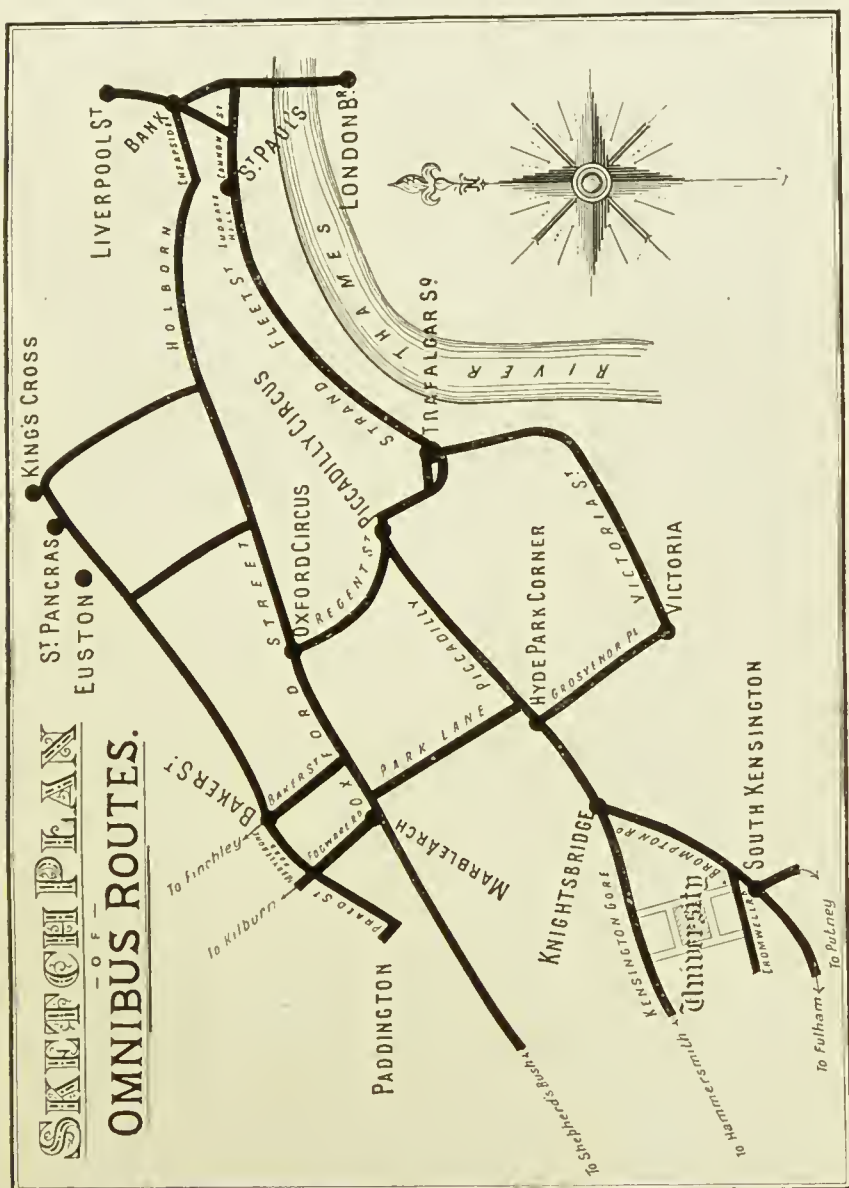 SKETCH PLAN
— OF —
OMNIBUS ROUTES.
KING'S CROSS
ST PANCRAS
EUSTON
LIVERPOOL ST
BANK
CHEAPSIDE
CANNON ST
ST PAUL'S
LUDGATE HILL
LONDON BR
HOLBORN
FLEET ST
STRAND
RIVER THAMES
N
TRAFALGAR SQ
PICCADILLY CIRCUS
OXFORD CIRCUS
REGENT ST
OXFORD STREET
BAKER ST
BAKER ST
To Finchley
MARYLEBONE ROAD
EDGWARE RD
To Kilburn
PRAED ST
PADDINGTON
MARBLE ARCH
PARK LANE
PICCADILLY
HYDE PARK CORNER
GROSVENOR PL
VICTORIA ST
VICTORIA
KNIGHTSBRIDGE
BROMPTON RD
SOUTH KENSINGTON
KENSINGTON GORE
University
CROMWELL RD
To Shepherd's Bush
To Hammersmith
To Fulham
To Putney